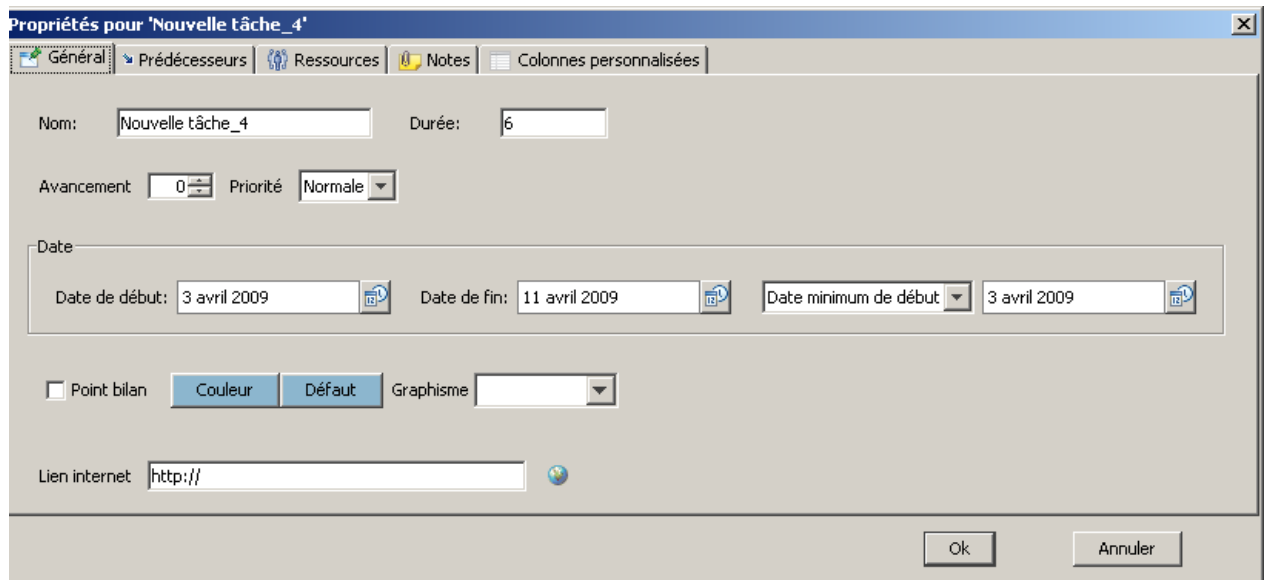 Propriétés pour 'Nouvelle tâche_4'
Général Prédécesseurs Ressources Notes Colonnes personnalisées
Nom: Nouvelle tâche_4 Durée: 6
Avancement 0 Priorité Normale
Date
Date de début: 3 avril 2009 Date de fin: 11 avril 2009 Date minimum de début 3 avril 2009
Point bilan Couleur Défaut Graphisme
Lien internet http://
Ok Annuler